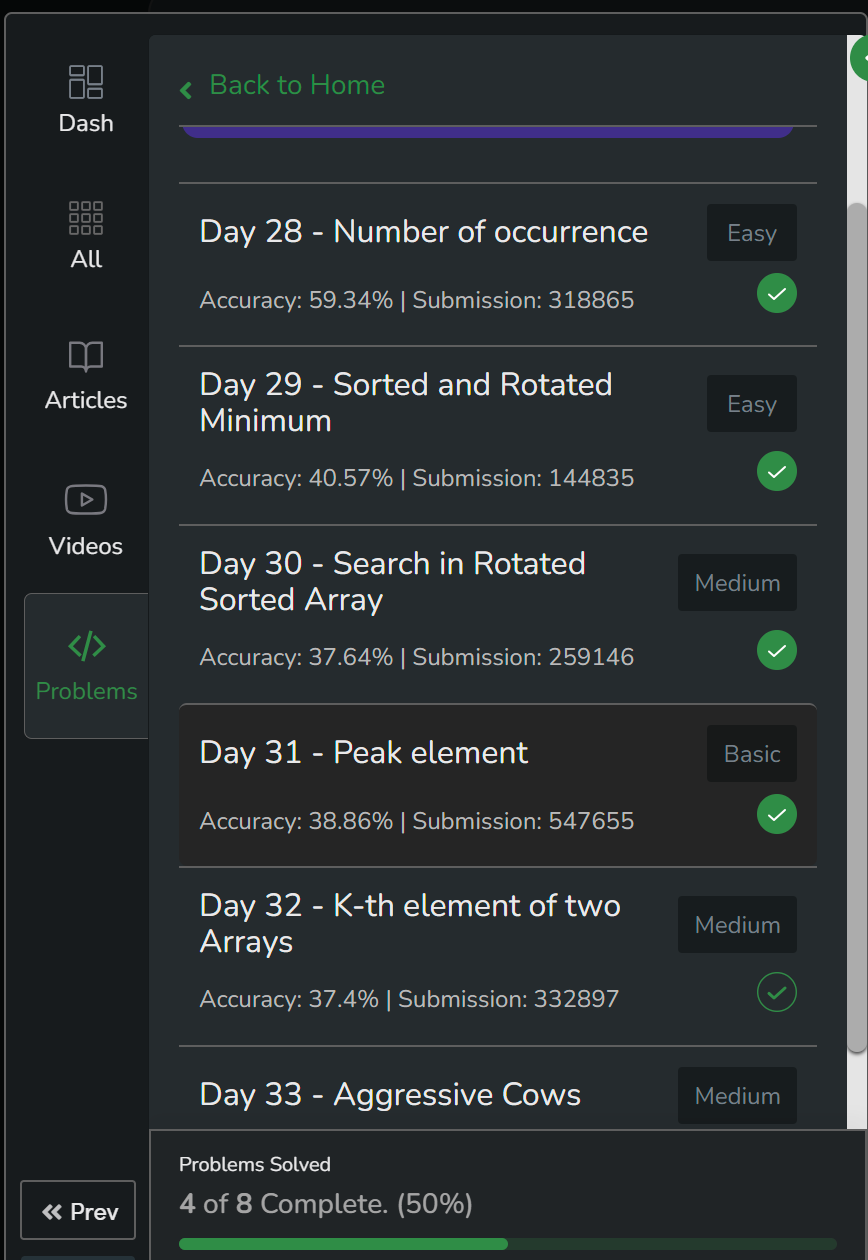 Dash
All
Articles
Videos
Problems
Prev
Back to Home
Day 28 - Number of occurrence
Easy
Accuracy: 59.34% | Submission: 318865
Day 29 - Sorted and Rotated
Minimum
Easy
Accuracy: 40.57% | Submission: 144835
Day 30 - Search in Rotated
Sorted Array
Medium
Accuracy: 37.64% | Submission: 259146
Day 31 - Peak element
Basic
Accuracy: 38.86% | Submission: 547655
Day 32 - K-th element of two
Arrays
Medium
Accuracy: 37.4% | Submission: 332897
Day 33 - Aggressive Cows
Medium
Problems Solved
4 of 8 Complete. (50%)